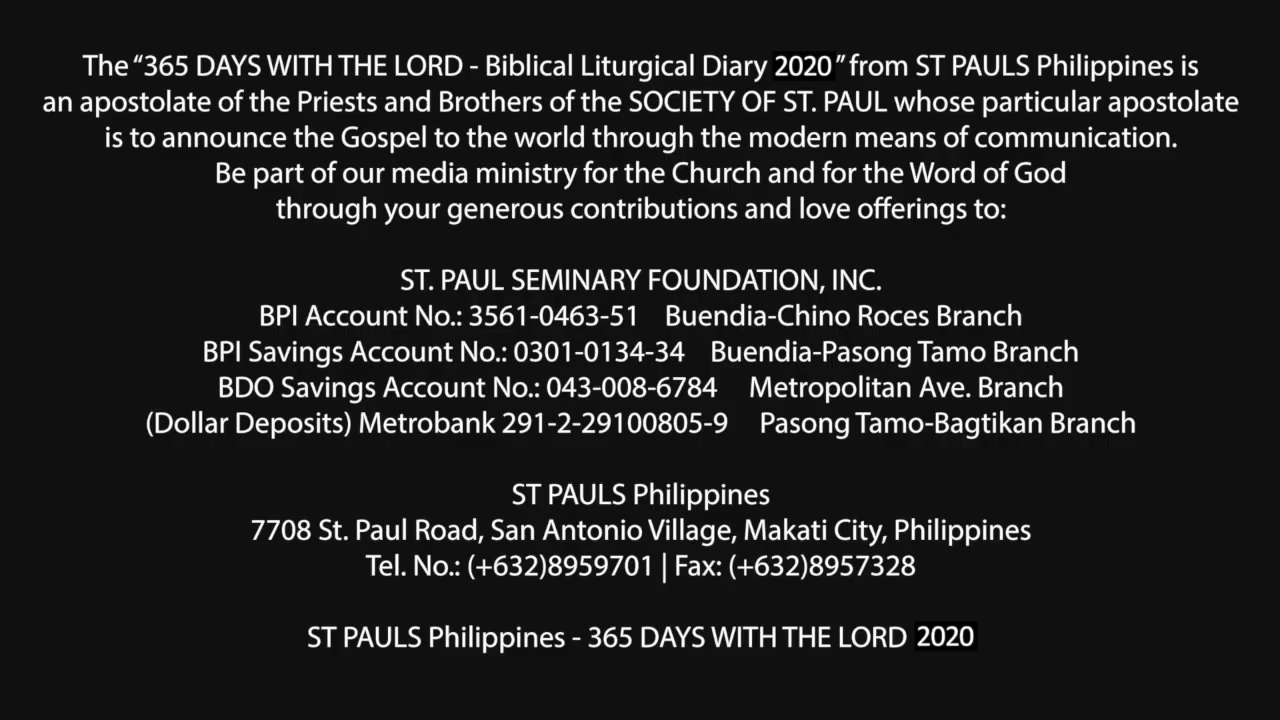 The “365 DAYS WITH THE LORD - Biblical Liturgical Diary 2020” from ST PAULS Philippines is
an apostolate of the Priests and Brothers of the SOCIETY OF ST. PAUL whose particular apostolate
is to announce the Gospel to the world through the modern means of communication.
Be part of our media ministry for the Church and for the Word of God
through your generous contributions and love offerings to:
ST. PAUL SEMINARY FOUNDATION, INC.
BPI Account No.: 3561-0463-51 Buendia-Chino Roces Branch
BPI Savings Account No.: 0301-0134-34 Buendia-Pasong Tamo Branch
BDO Savings Account No.: 043-008-6784 Metropolitan Ave. Branch
(Dollar Deposits) Metrobank 291-2-29100805-9 Pasong Tamo-Bagtikan Branch
ST PAULS Philippines
7708 St. Paul Road, San Antonio Village, Makati City, Philippines
Tel. No.: (+632)8959701 | Fax: (+632)8957328
ST PAULS Philippines - 365 DAYS WITH THE LORD 2020